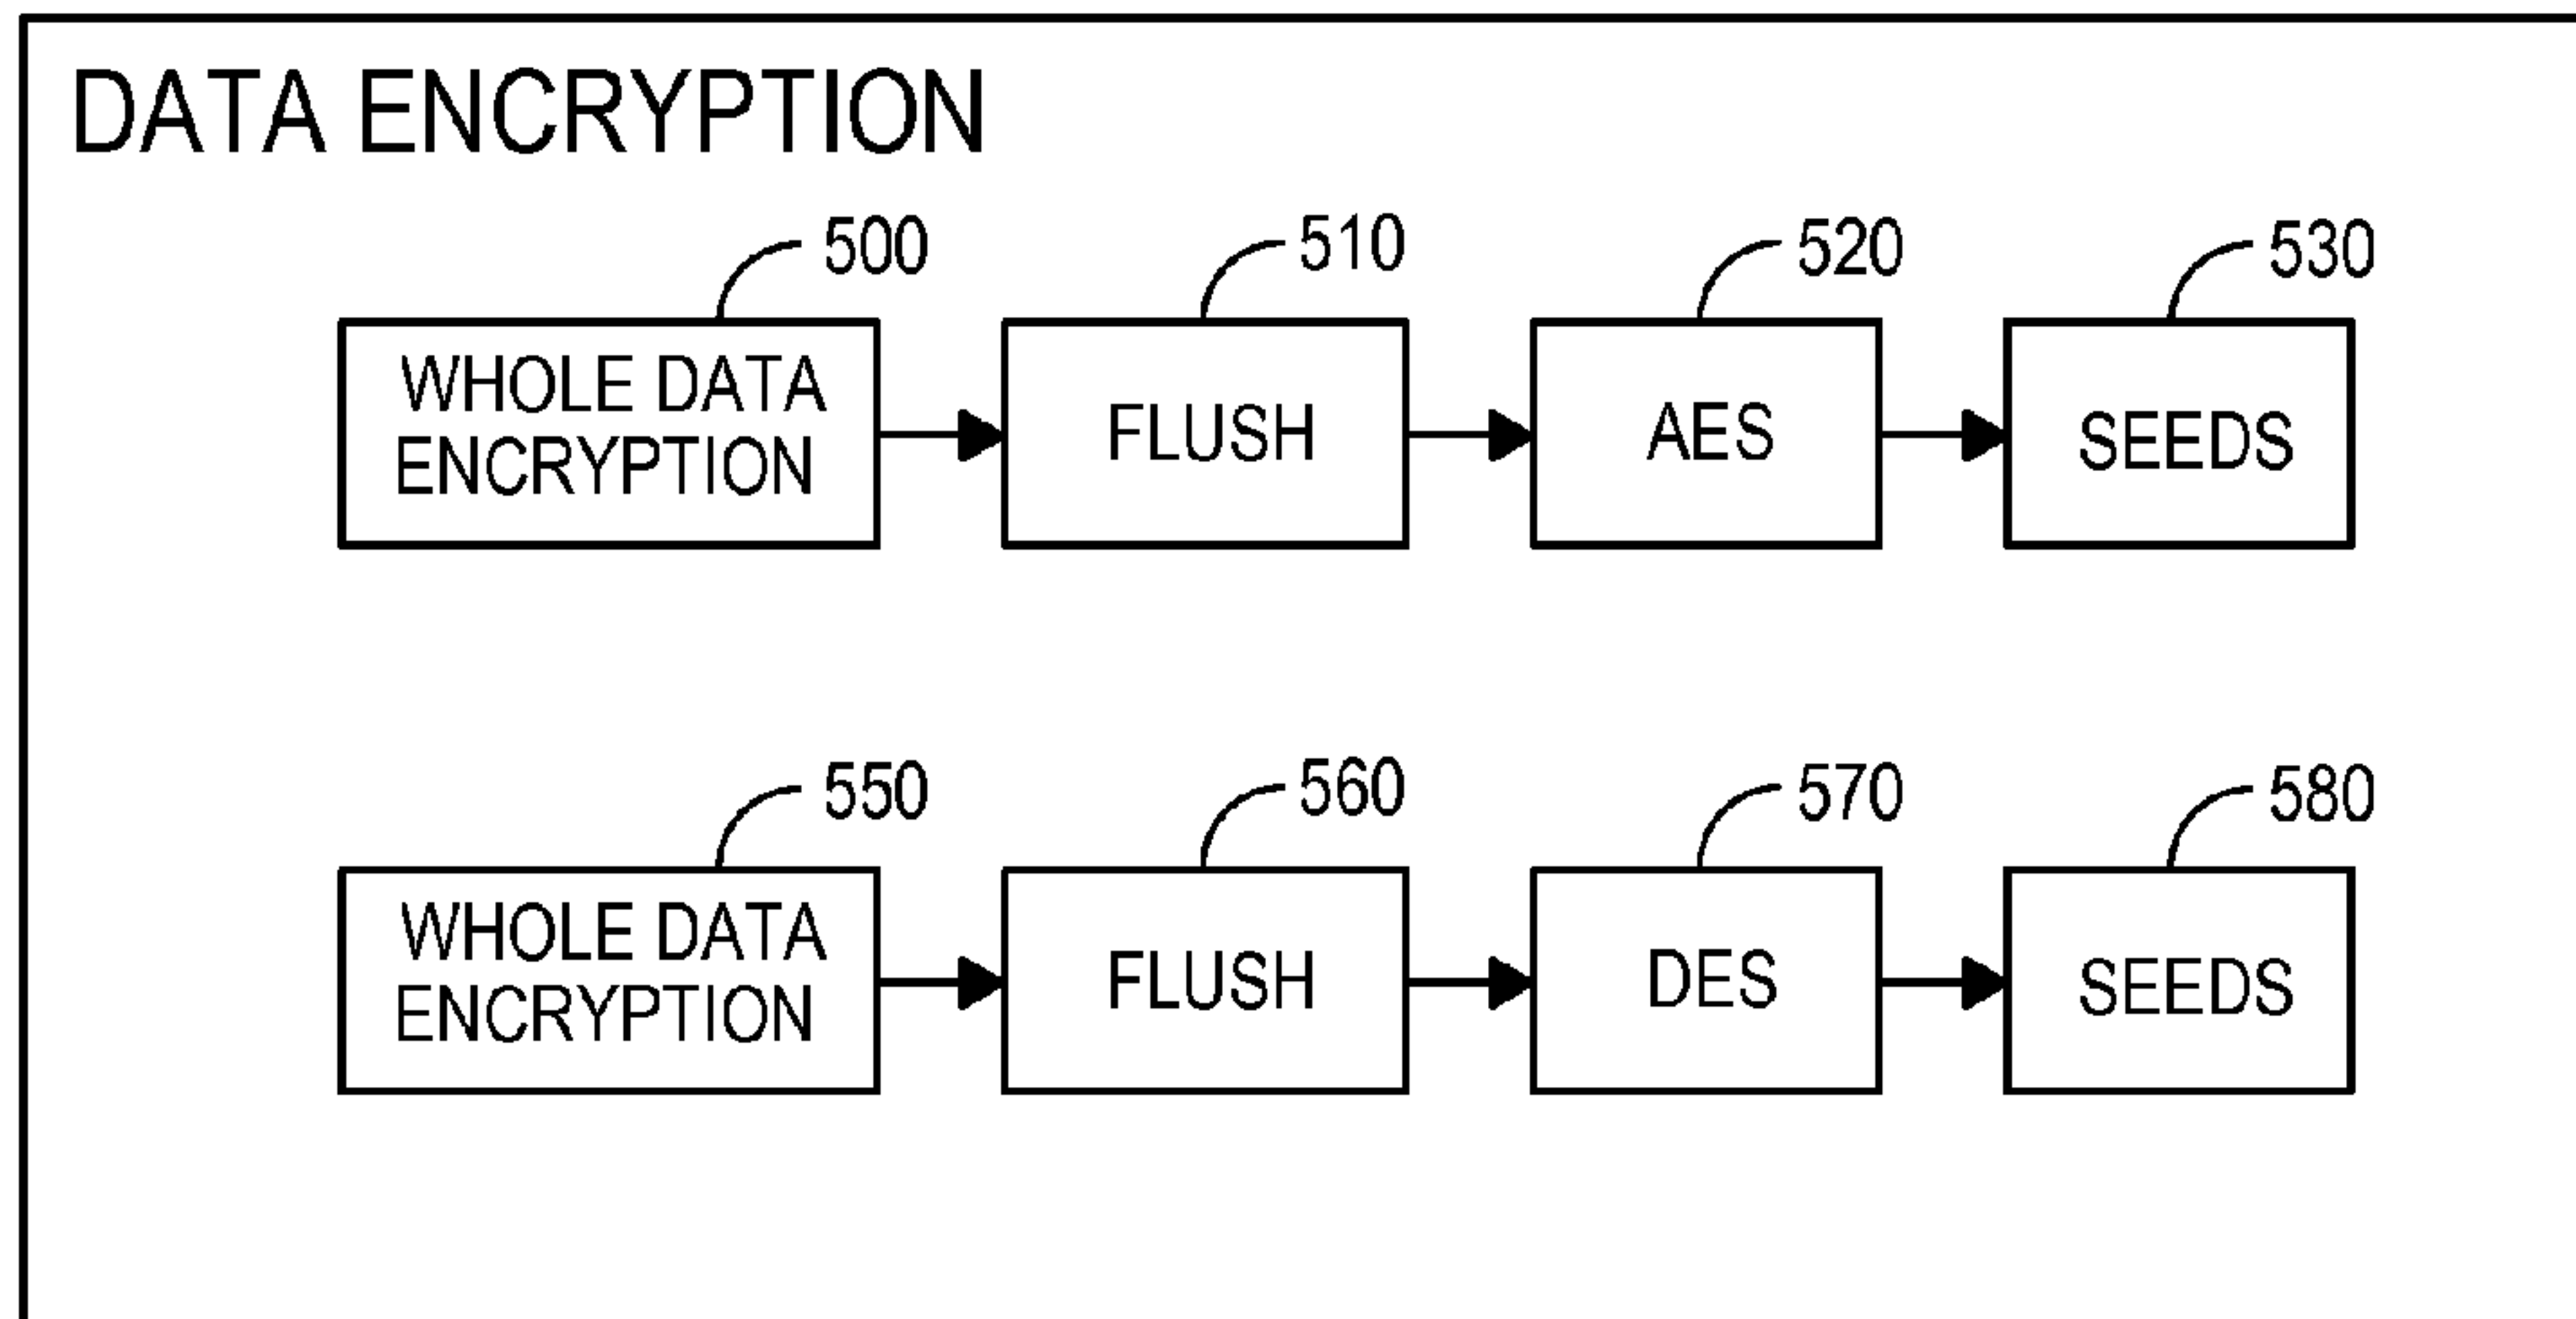 DATA ENCRYPTION
500
510
520
530
WHOLE DATA
ENCRYPTION
FLUSH
AES
SEEDS
550
560
570
580
WHOLE DATA
ENCRYPTION
FLUSH
DES
SEEDS